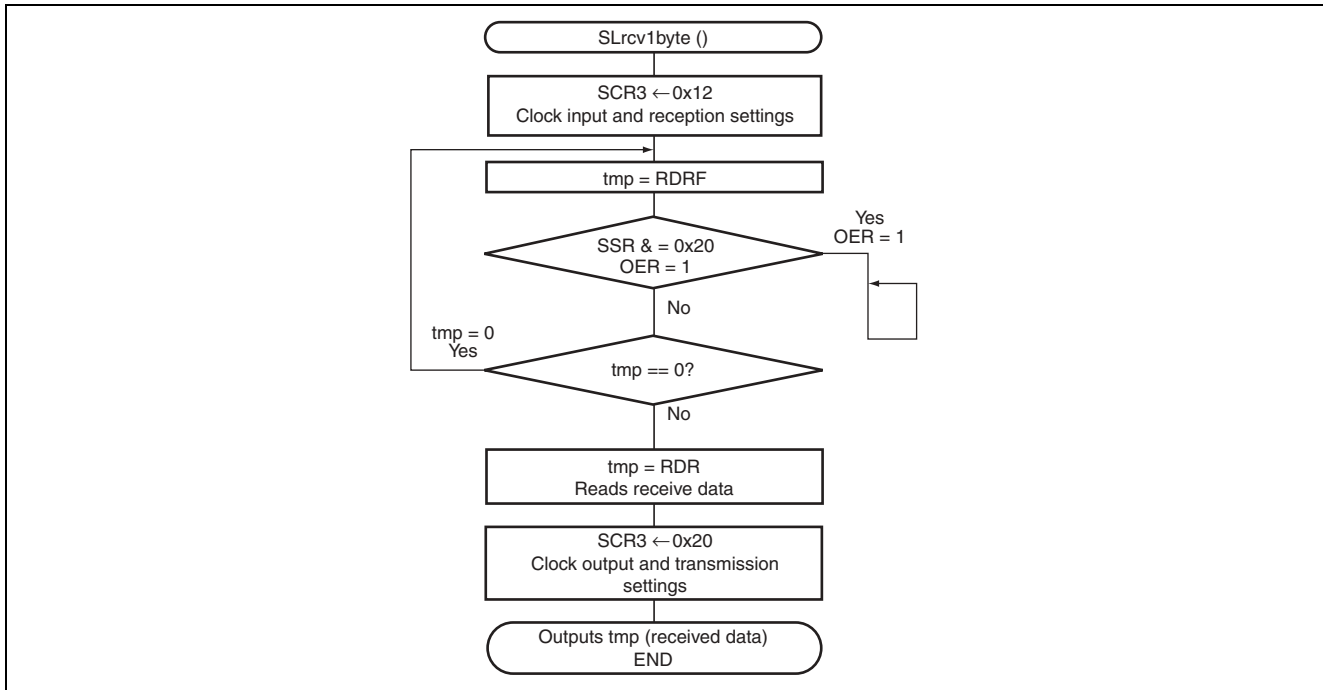 SLrcv1byte ()
SCR3 ← 0x12
Clock input and reception settings
tmp = RDRF
SSR & = 0x20
OER = 1
Yes
OER = 1
No
tmp = 0
Yes
tmp == 0?
No
tmp = RDR
Reads receive data
SCR3 ← 0x20
Clock output and transmission
settings
Outputs tmp (received data)
END